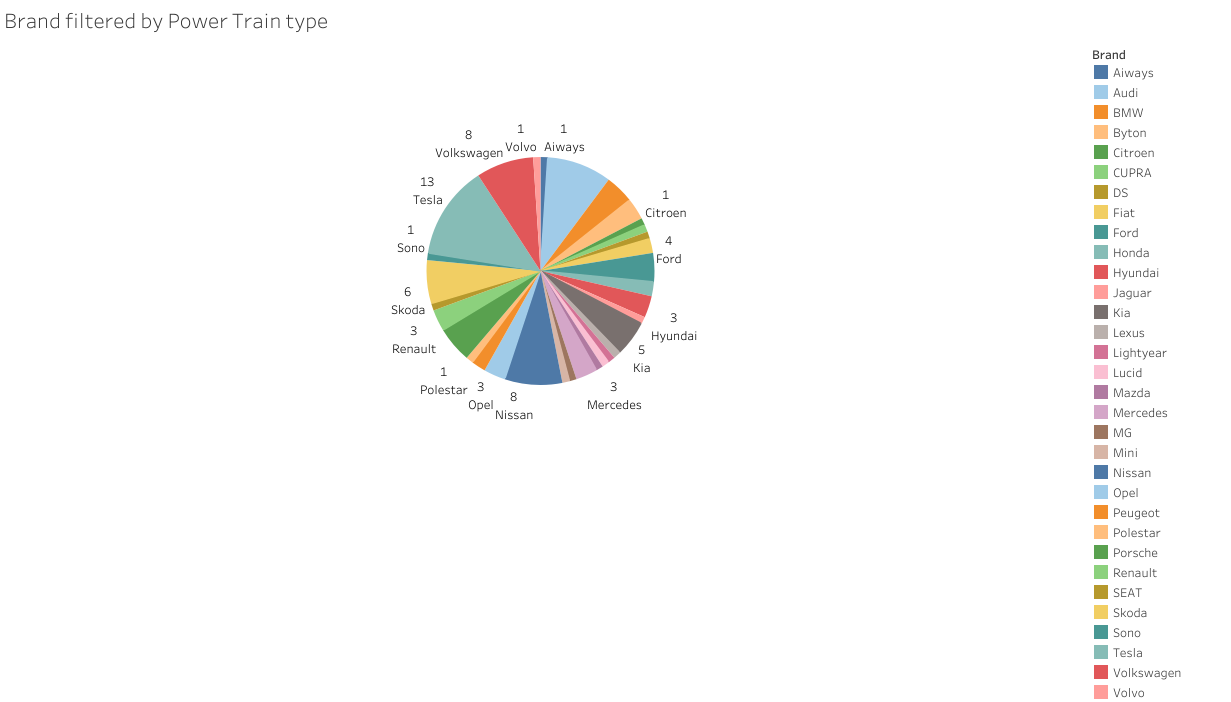 Brand filtered by Power Train type
8
Volkswagen
1
Volvo
1
Aiways
13
Tesla
1
Citroen
1
Sono
4
Ford
6
Skoda
3
Hyundai
3
Renault
5
Kia
1
Polestar
3
Opel
8
Nissan
3
Mercedes
Brand
Aiways
Audi
BMW
Byton
Citroen
CUPRA
DS
Fiat
Ford
Honda
Hyundai
Jaguar
Kia
Lexus
Lightyear
Lucid
Mazda
Mercedes
MG
Mini
Nissan
Opel
Peugeot
Polestar
Porsche
Renault
SEAT
Skoda
Sono
Tesla
Volkswagen
Volvo